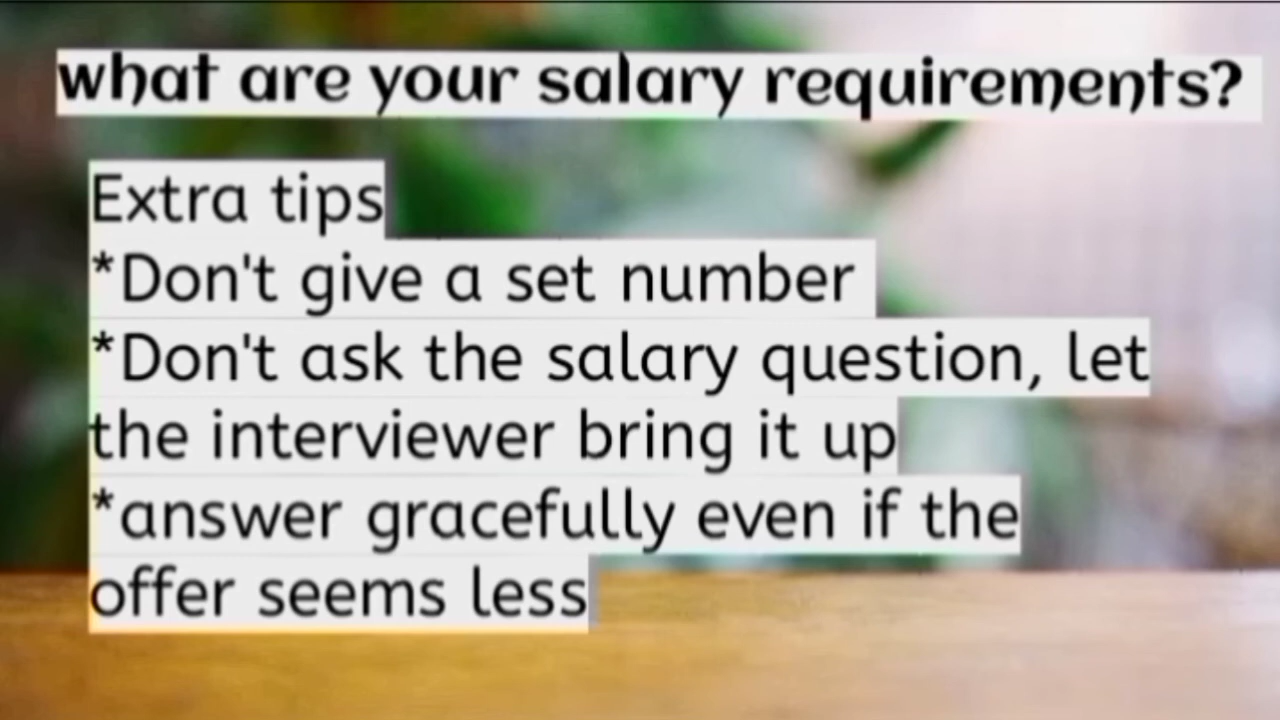 what are your salary requirements?
Extra tips
*Don't give a set number
*Don't ask the salary question, let
the interviewer bring it up
*answer gracefully even if the
offer seems less